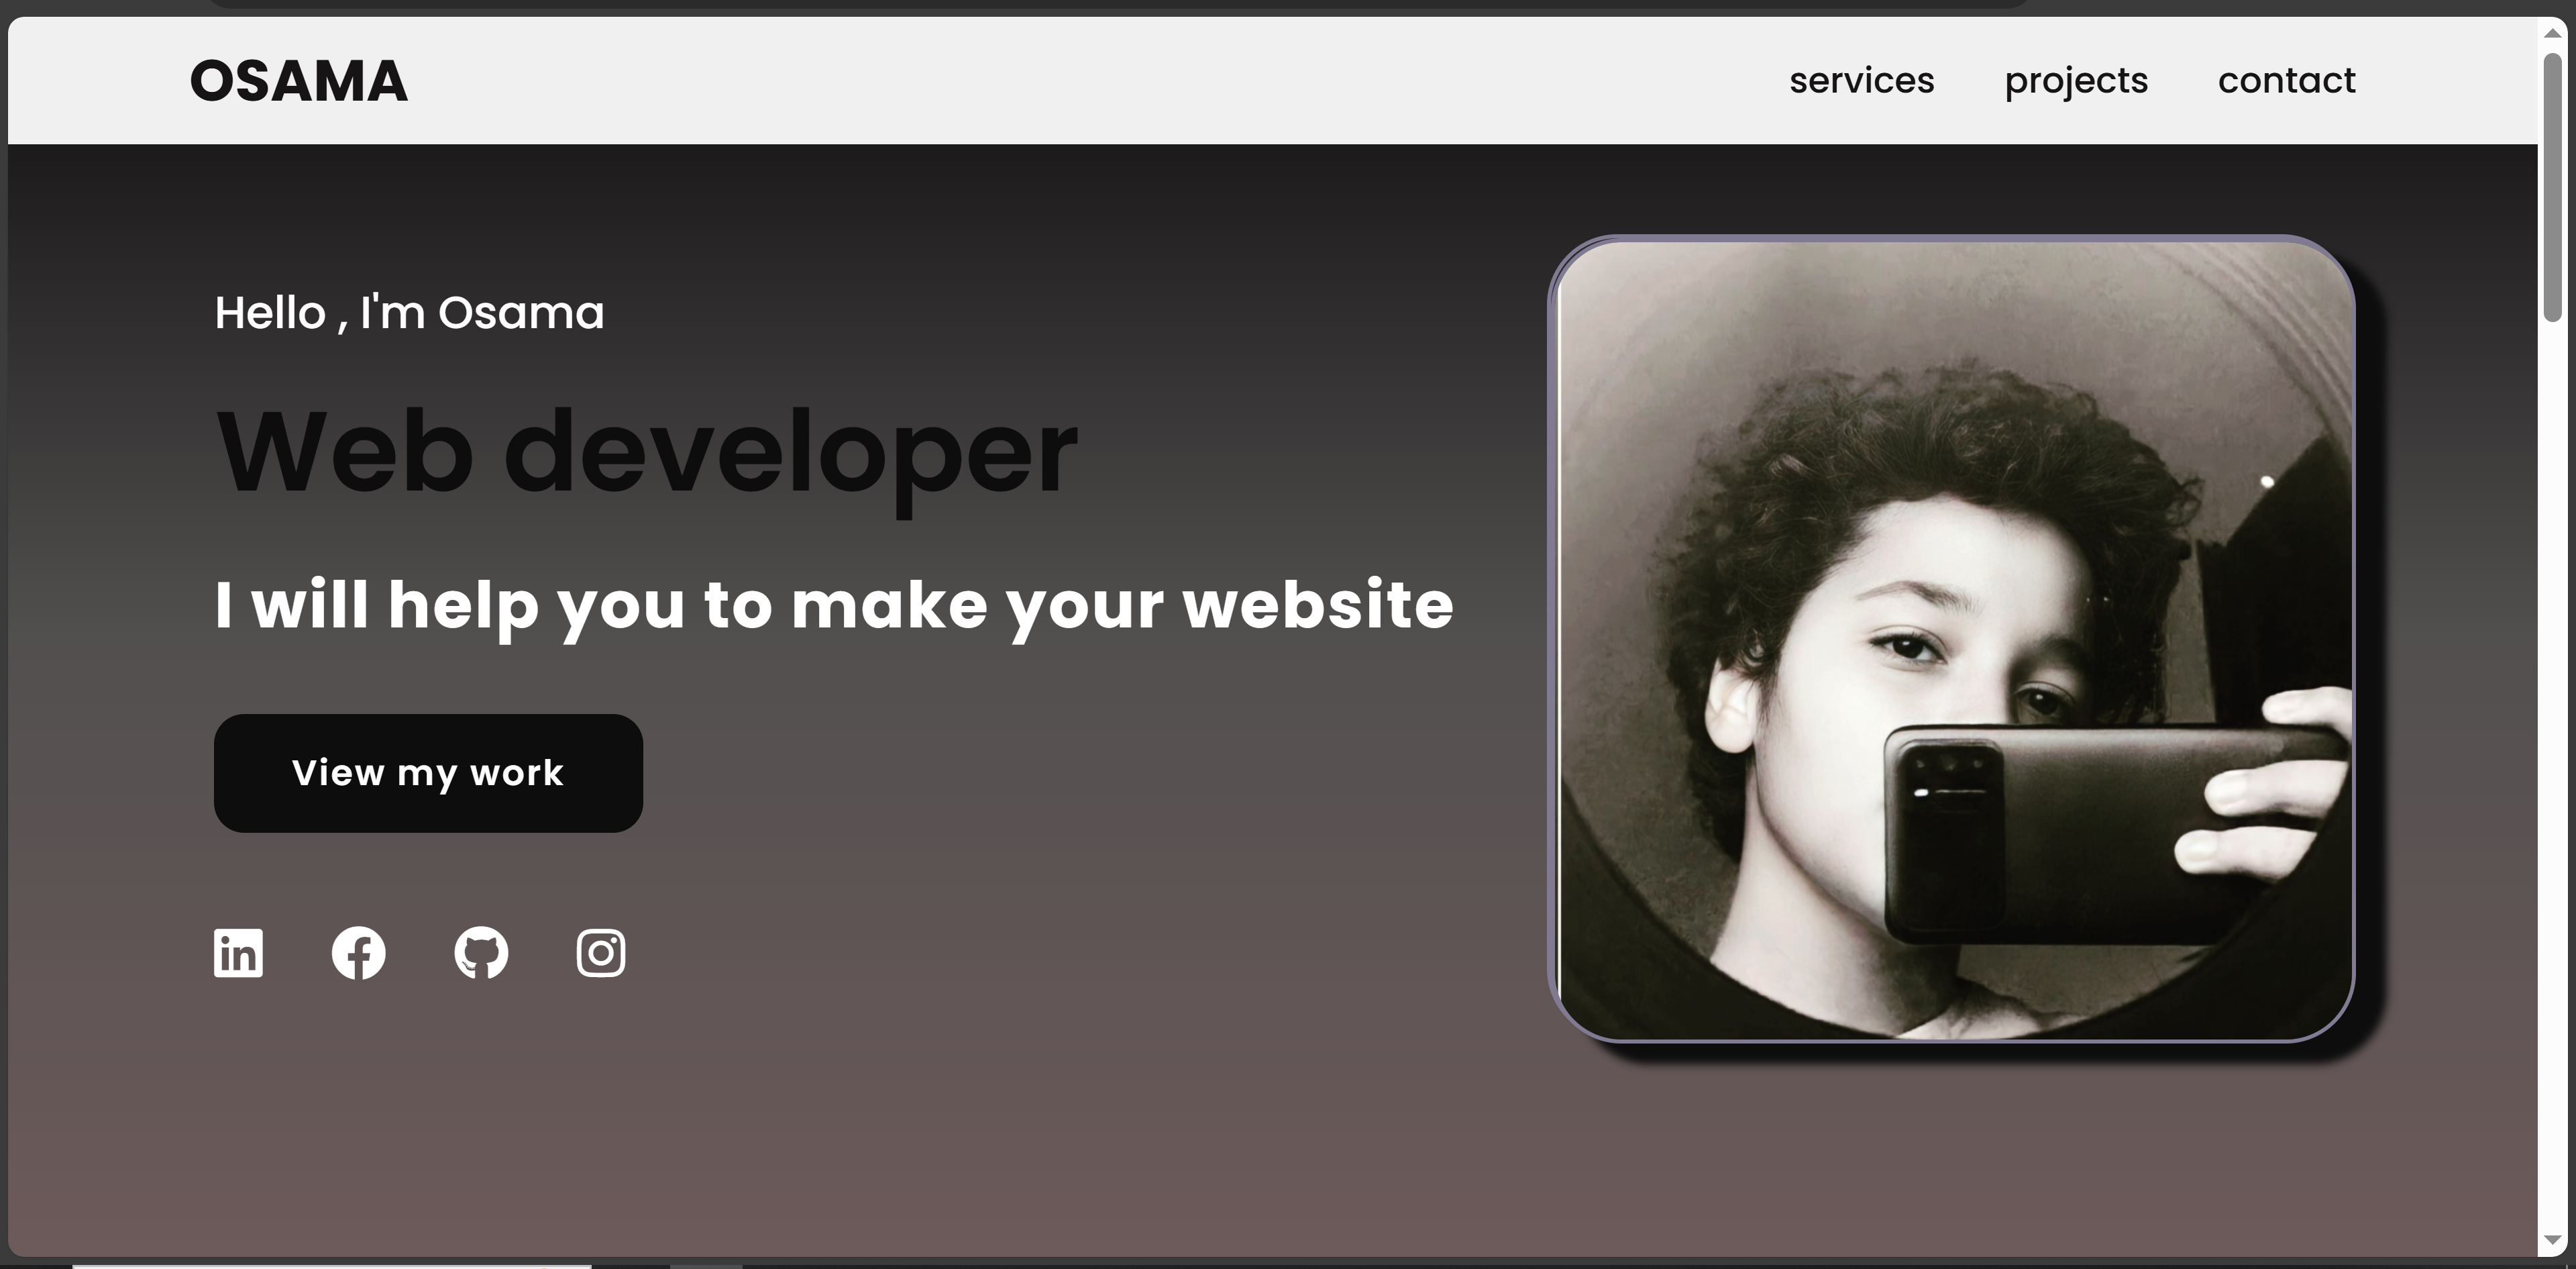 OSAMA
services projects contact
Hello , I'm Osama
Web developer
I will help you to make your website
View my work